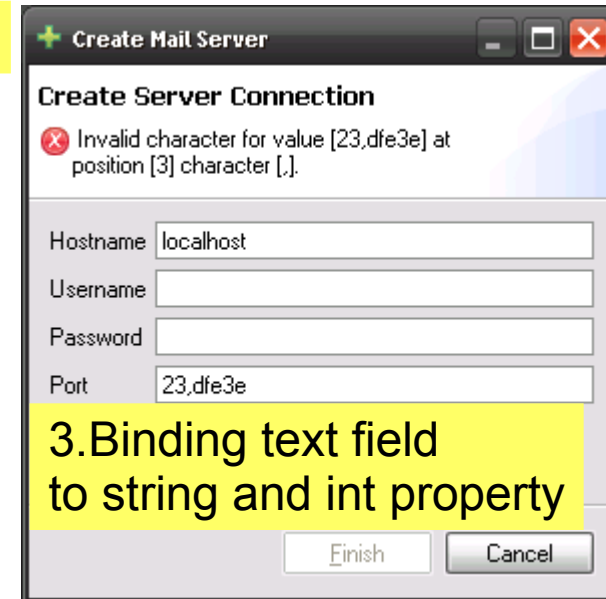 Create Mail Server
Create Server Connection
Invalid character for value [23,dfe3e] at
position [3] character [,].
Hostname localhost
Username
Password
Port 23,dfe3e
3.Binding text field
to string and int property
Finish Cancel